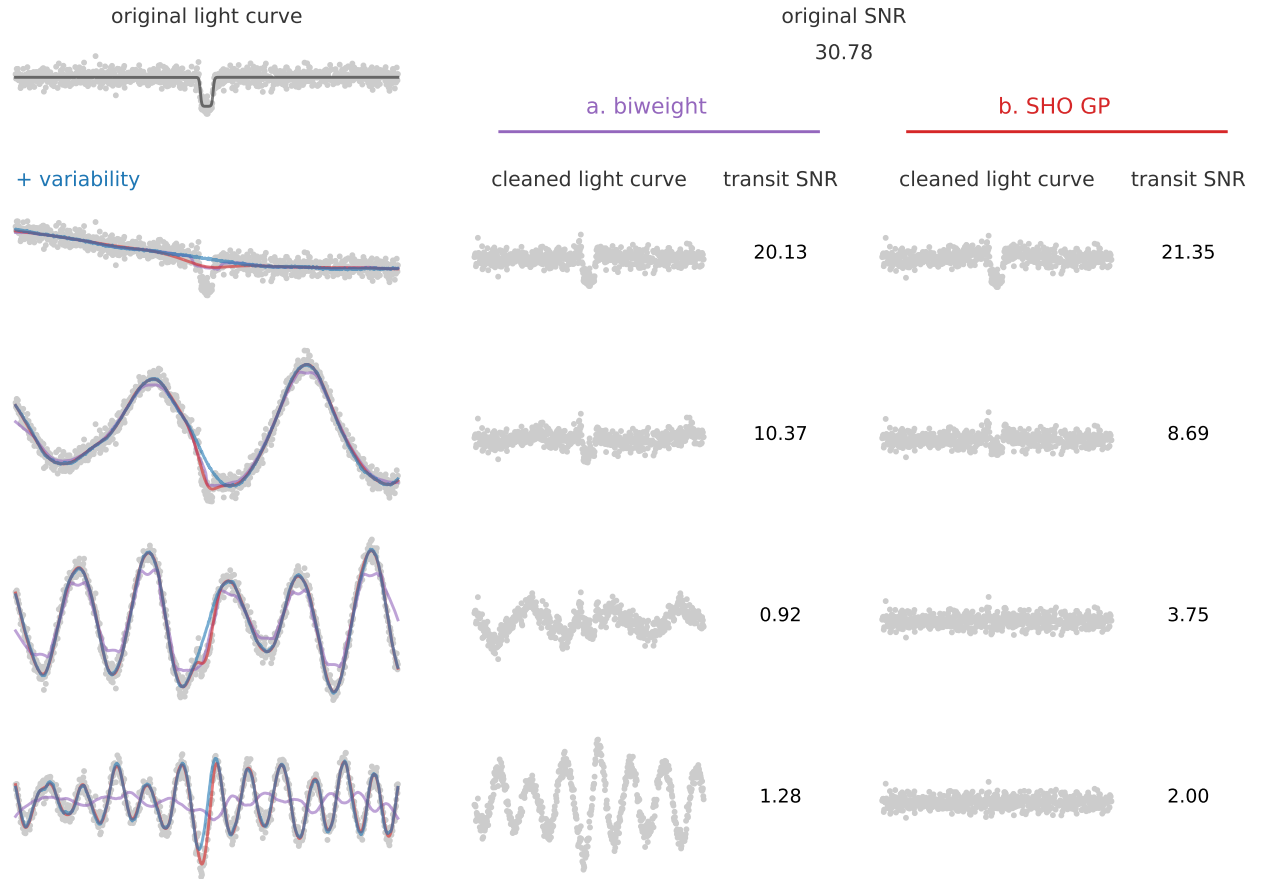 original light curve
original SNR
30.78
a. biweight
b. SHO GP
+ variability
cleaned light curve
transit SNR
cleaned light curve
transit SNR
20.13
21.35
10.37
8.69
0.92
3.75
1.28
2.00